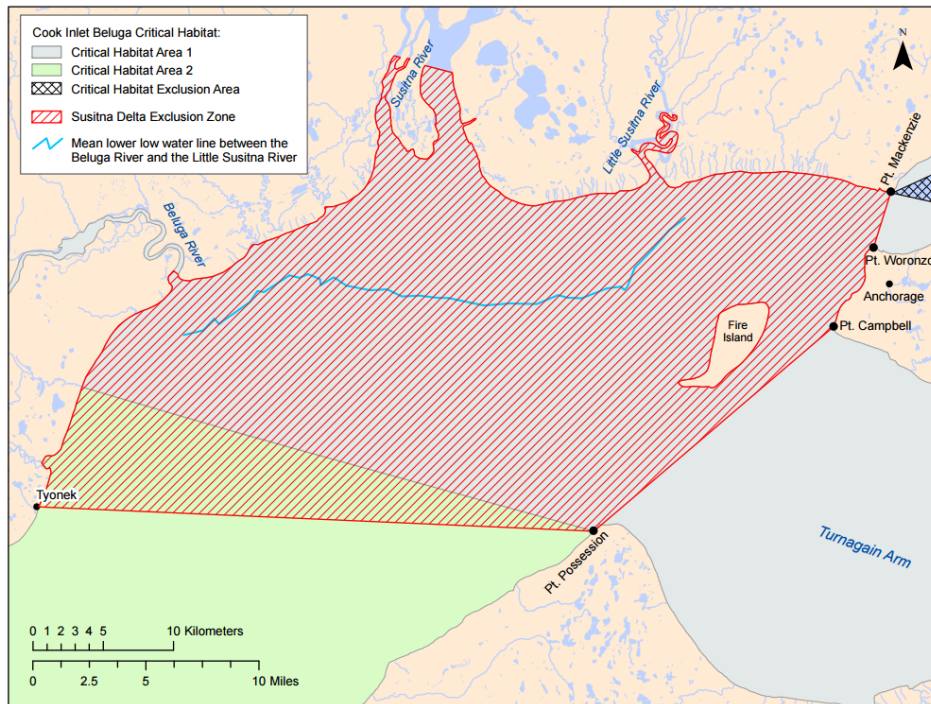 Cook Inlet Beluga Critical Habitat:
Critical Habitat Area 1
Critical Habitat Area 2
Critical Habitat Exclusion Area
Susitna Delta Exclusion Zone
Mean lower low water line between the
Beluga River and the Little Susitna River
Susitna River
Little Susitna River
N
Pt. Mackenzie
Beluga River
Pt. Woronzo
Anchorage
Pt. Campbell
Fire
Island
Tyonek
Pt. Possession
Turnagain Arm
0 1 2 3 4 5 10 Kilometers
0 2.5 5 10 Miles